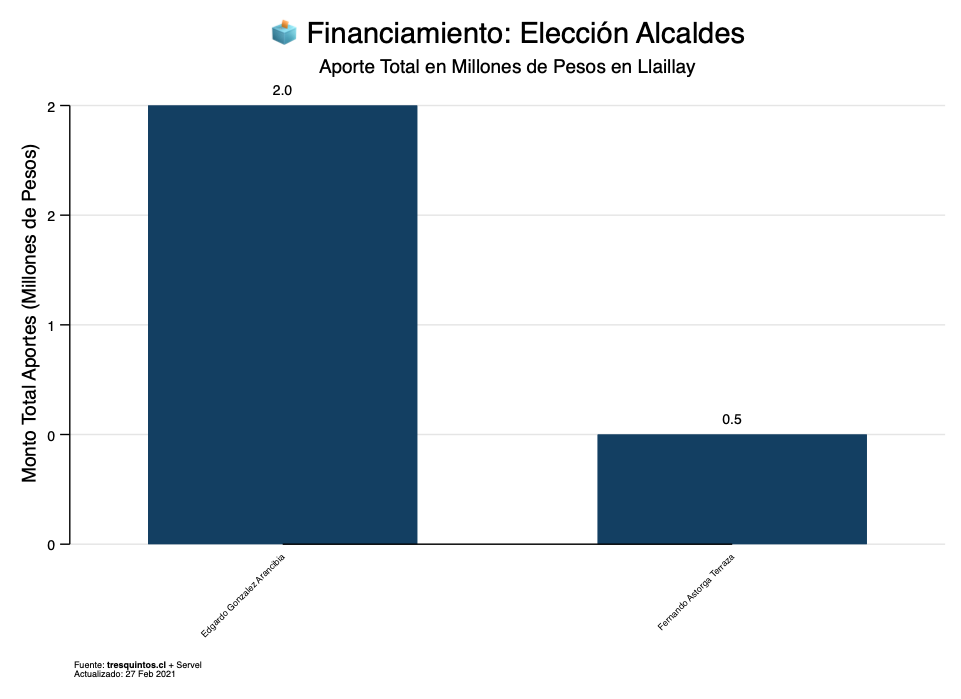 🗳️ Financiamiento: Elección Alcaldes
Aporte Total en Millones de Pesos en Llaillay
Monto Total Aportes (Millones de Pesos)
2
2
1
0
0
2.0
0.5
Edgardo Gonzalez Arancibia
Fernando Astorga Terraza
Fuente: tresquintos.cl + Servel
Actualizado: 27 Feb 2021